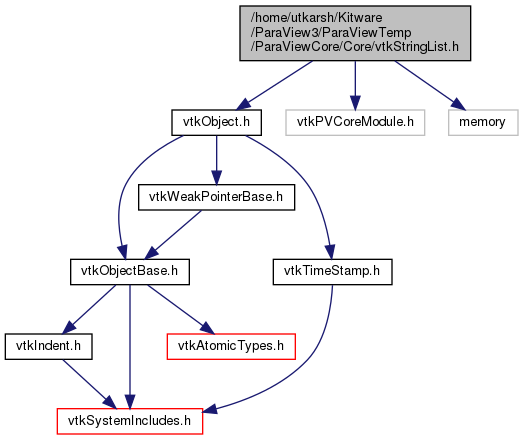 /home/utkarsh/Kitware
/ParaView3/ParaViewTemp
/ParaViewCore/Core/vtkStringList.h
vtkObject.h
vtkPVCoreModule.h
memory
vtkWeakPointerBase.h
vtkObjectBase.h
vtkTimeStamp.h
vtkIndent.h
vtkAtomicTypes.h
vtkSystemIncludes.h